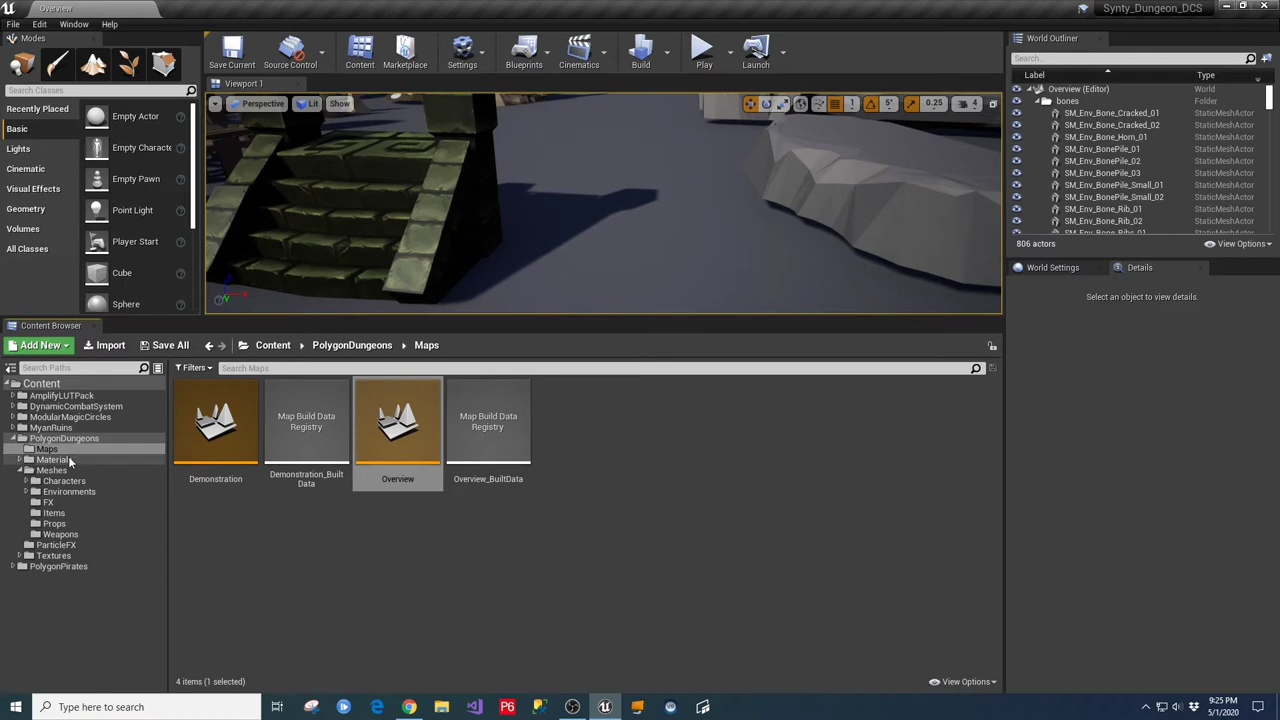 Overview
Synty_Dungeon_DCS
File Edit Window Help
Modes
Search Classes
Recently Placed
Basic
Lights
Cinematic
Visual Effects
Geometry
Volumes
All Classes
Empty Actor
Empty Characte
Empty Pawn
Point Light
Player Start
Cube
Sphere
Save Current
Source Control
Content
Marketplace
Settings
Blueprints
Cinematics
Build
Play
Launch
Viewport 1
Perspective Lit Show
5°
0.25
4
World Outliner
Search...
Label Type
Overview (Editor) World
bones Folder
SM_Env_Bone_Cracked_01 StaticMeshActor
SM_Env_Bone_Cracked_02 StaticMeshActor
SM_Env_Bone_Horn_01 StaticMeshActor
SM_Env_BonePile_01 StaticMeshActor
SM_Env_BonePile_02 StaticMeshActor
SM_Env_BonePile_03 StaticMeshActor
SM_Env_BonePile_Small_01 StaticMeshActor
SM_Env_BonePile_Small_02 StaticMeshActor
SM_Env_Bone_Rib_01 StaticMeshActor
SM_Env_Bone_Rib_02 StaticMeshActor
SM_Env_Bone_Ribs_01 StaticMeshActor
806 actors View Options
World Settings Details
Select an object to view details.
Content Browser
Add New Import Save All Content PolygonDungeons Maps
Search Paths
Filters Search Maps
Content
AmplifyLUTPack
DynamicCombatSystem
ModularMagicCircles
MyanRuins
PolygonDungeons
Maps
Materials
Meshes
Characters
Environments
FX
Items
Props
Weapons
ParticleFX
Textures
PolygonPirates
Map Build Data
Registry
Map Build Data
Registry
Demonstration
Demonstration_Built
Data
Overview
Overview_BuiltData
4 items (1 selected) View Options
Type here to search
P6
9:25 PM
5/1/2020